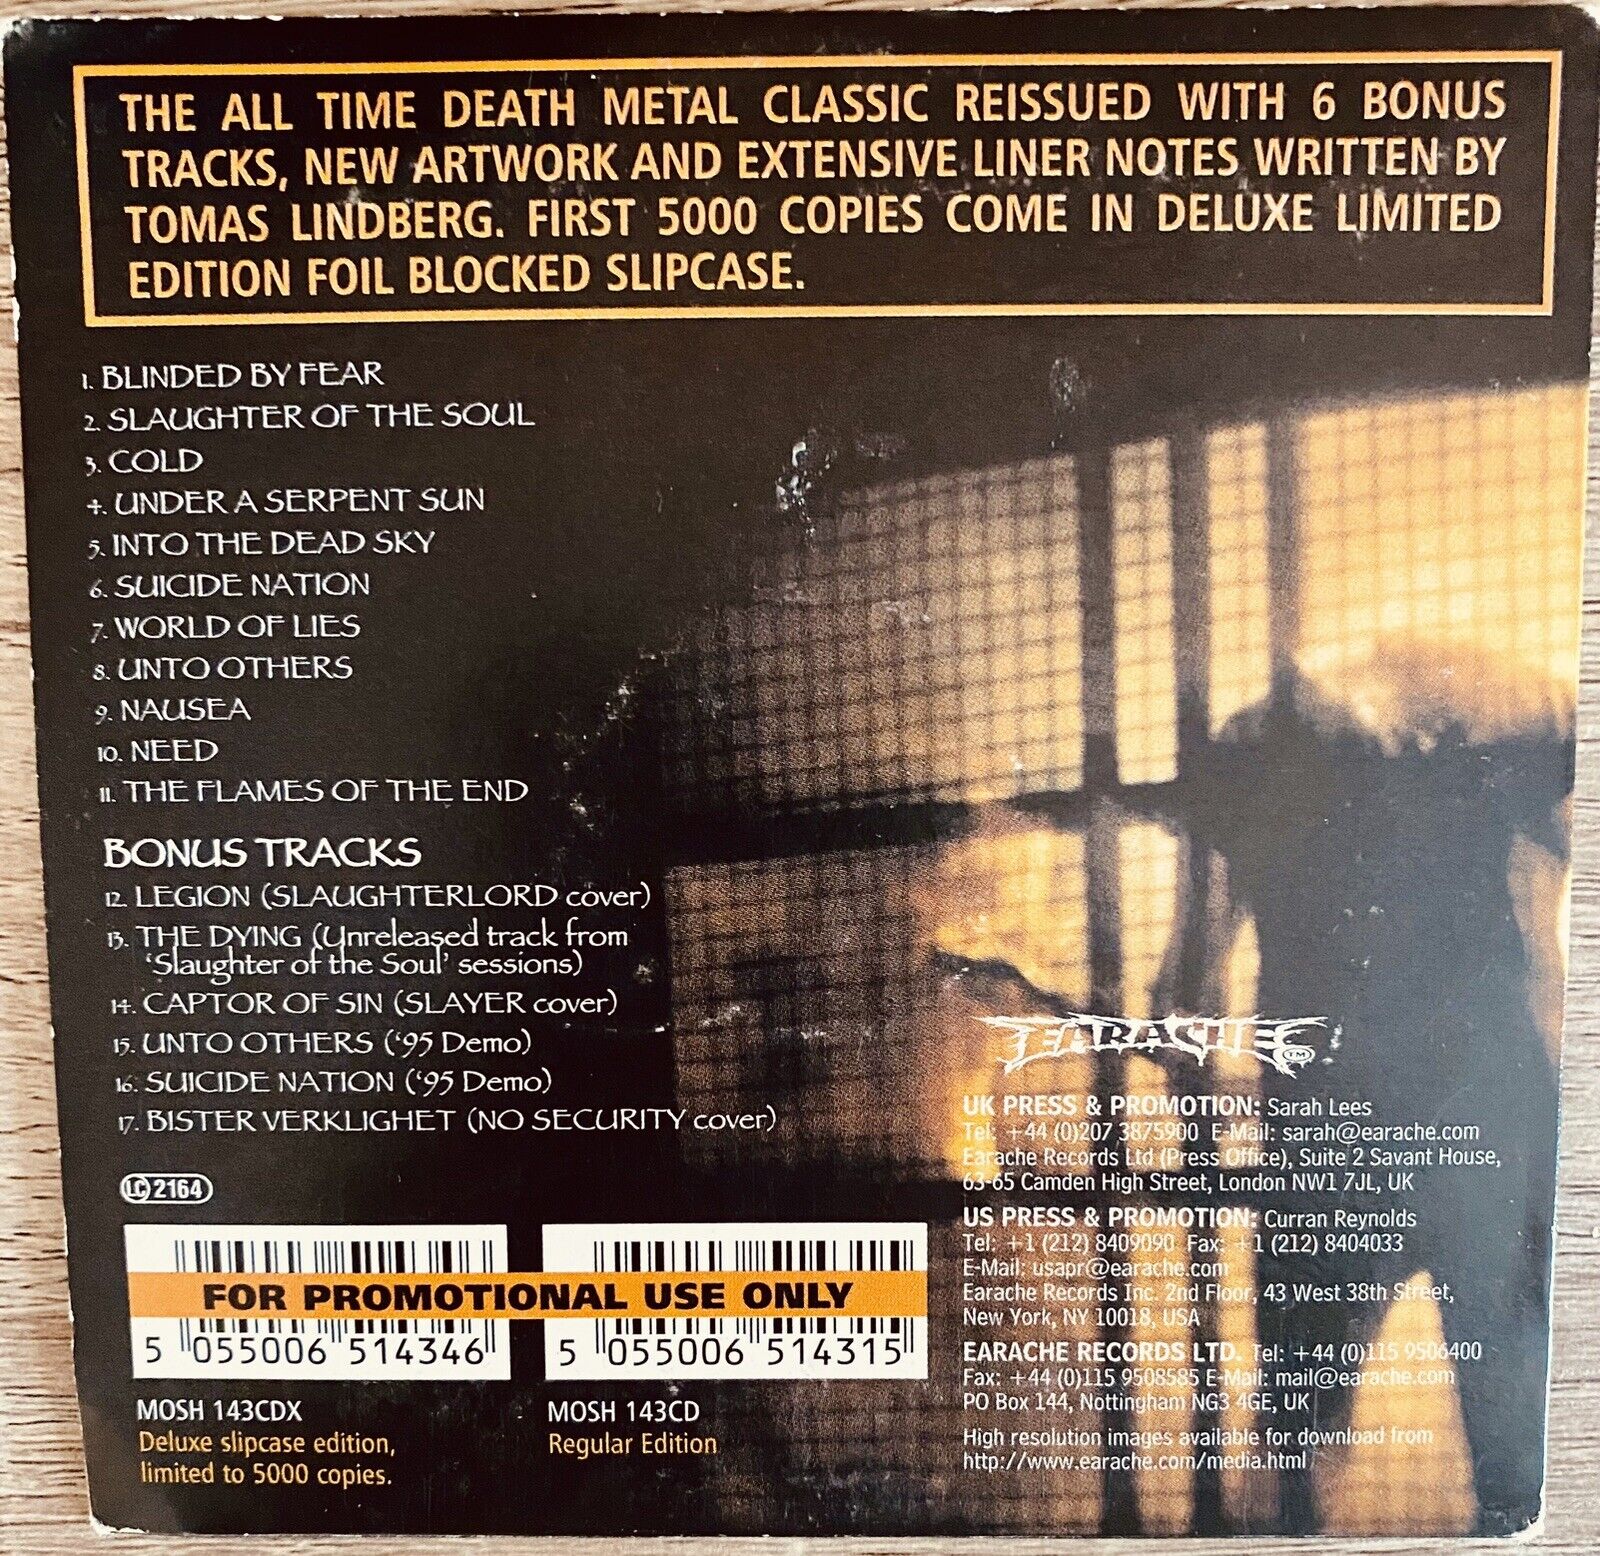 THE ALL TIME DEATH METAL CLASSIC REISSUED WITH 6 BONUS
TRACKS, NEW ARTWORK AND EXTENSIVE LINER NOTES WRITTEN BY
TOMAS LINDBERG. FIRST 5000 COPIES COME IN DELUXE LIMITED
EDITION FOIL BLOCKED SLIPCASE.
1. BLINDED BY FEAR
2. SLAUGHTER OF THE SOUL
3. COLD
4. UNDER A SERPENT SUN
5. INTO THE DEAD SKY
6. SUICIDE NATION
7. WORLD OF LIES
8. UNTO OTHERS
9. NAUSEA
10. NEED
11. THE FLAMES OF THE END
BONUS TRACKS
12. LEGION (SLAUGHTERLORD cover)
13. THE DYING (Unreleased track from
'Slaughter of the Soul' sessions)
14. CAPTOR OF SIN (SLAYER cover)
15. UNTO OTHERS ('95 Demo)
16. SUICIDE NATION ('95 Demo)
17. BISTER VERKLIGHET (NO SECURITY cover)
LC 2164
FOR PROMOTIONAL USE ONLY
5 055006 514346
MOSH 143CDX
Deluxe slipcase edition,
limited to 5000 copies.
5 055006 514315
MOSH 143CD
Regular Edition
EARACHE TM
UK PRESS & PROMOTION: Sarah Lees
Tel: +44 (0)207 3875900 E-Mail: sarah@earache.com
Earache Records Ltd (Press Office), Suite 2 Savant House,
63-65 Camden High Street, London NW1 7JL, UK
US PRESS & PROMOTION: Curran Reynolds
Tel: +1 (212) 8409090 Fax: +1 (212) 8404033
E-Mail: usapr@earache.com
Earache Records Inc. 2nd Floor, 43 West 38th Street,
New York, NY 10018, USA
EARACHE RECORDS LTD. Tel: +44 (0)115 9506400
Fax: +44 (0)115 9508585 E-Mail: mail@earache.com
PO Box 144, Nottingham NG3 4GE, UK
High resolution images available for download from
http://www.earache.com/media.html